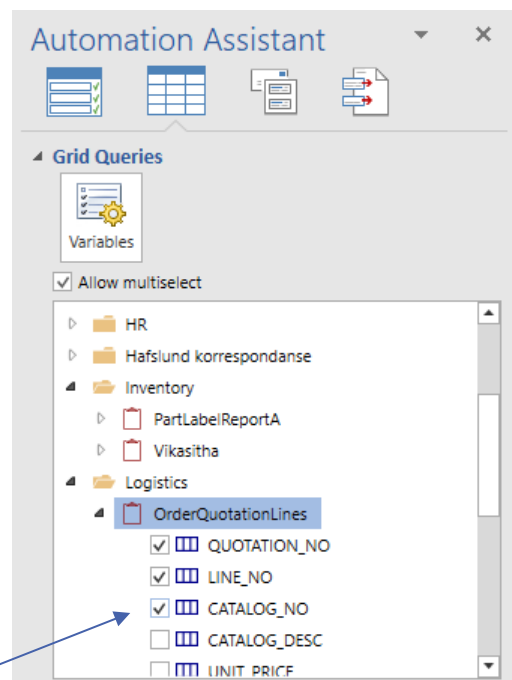 Automation Assistant
Grid Queries
Variables
Allow multiselect
HR
Hafslund korrespondanse
Inventory
PartLabelReportA
Vikasitha
Logistics
OrderQuotationLines
QUOTATION_NO
LINE_NO
CATALOG_NO
CATALOG_DESC
UNIT_PRICE